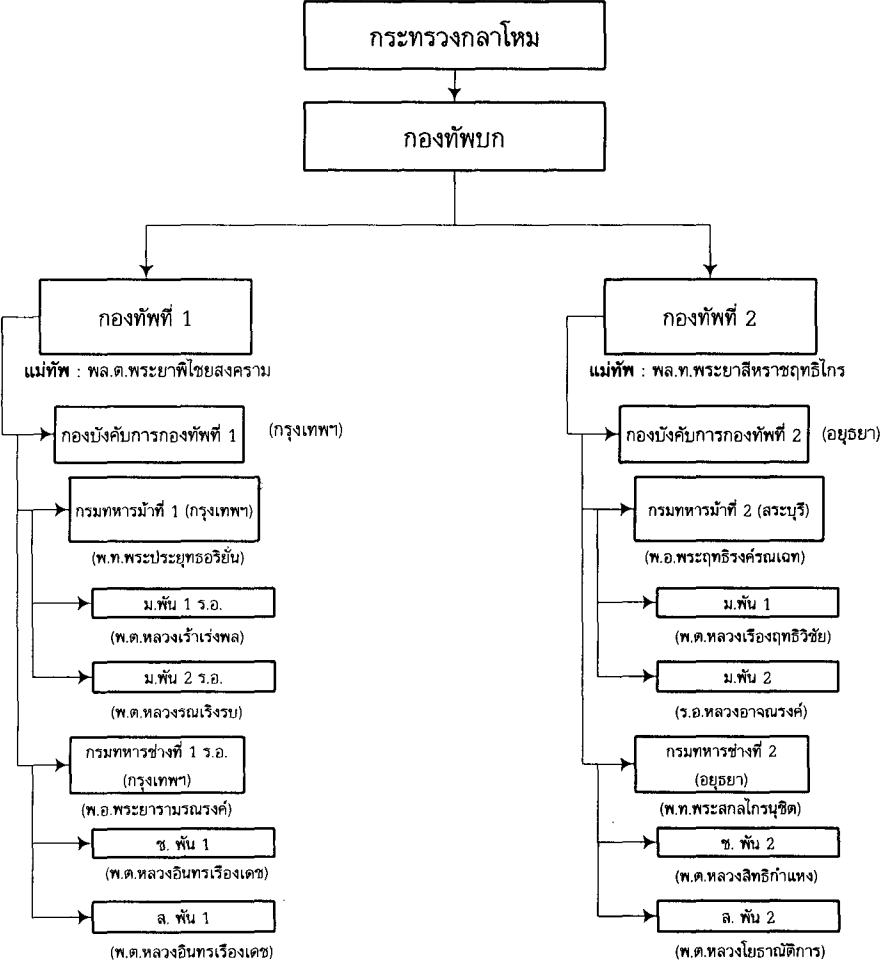 กระทรวงกลาโหม
กองทัพบก
กองทัพที่ 1
แม่ทัพ : พล.ต.พระยาพิไชยสงคราม
กองบังคับการกองทัพที่ 1 (กรุงเทพฯ)
กรมทหารม้าที่ 1 (กรุงเทพฯ)
(พ.ท.พระประยุทธอริยั่น)
ม.พัน 1 ร.อ.
(พ.ต.หลวงเร้าเร่งพล)
ม.พัน 2 ร.อ.
(พ.ต.หลวงรณเริงรบ)
กรมทหารช่างที่ 1 ร.อ.
(กรุงเทพฯ)
(พ.อ.พระยารามรณรงค์)
ช. พัน 1
(พ.ต.หลวงอินทรเรืองเดช)
ส. พัน 1
(พ.ต.หลวงอินทรเรืองเดช)
กองทัพที่ 2
แม่ทัพ : พล.ท.พระยาสีหราชฤทธิไกร
กองบังคับการกองทัพที่ 2 (อยุธยา)
กรมทหารม้าที่ 2 (สระบุรี)
(พ.อ.พระฤทธิรงค์รณเฉท)
ม.พัน 1
(พ.ต.หลวงเรืองฤทธิวิชัย)
ม.พัน 2
(ร.อ.หลวงอาจณรงค์)
กรมทหารช่างที่ 2
(อยุธยา)
(พ.ท.พระสกลไกรนุชิต)
ช. พัน 2
(พ.ต.หลวงสิทธิกำแหง)
ส. พัน 2
(พ.ต.หลวงโยธาณัติการ)